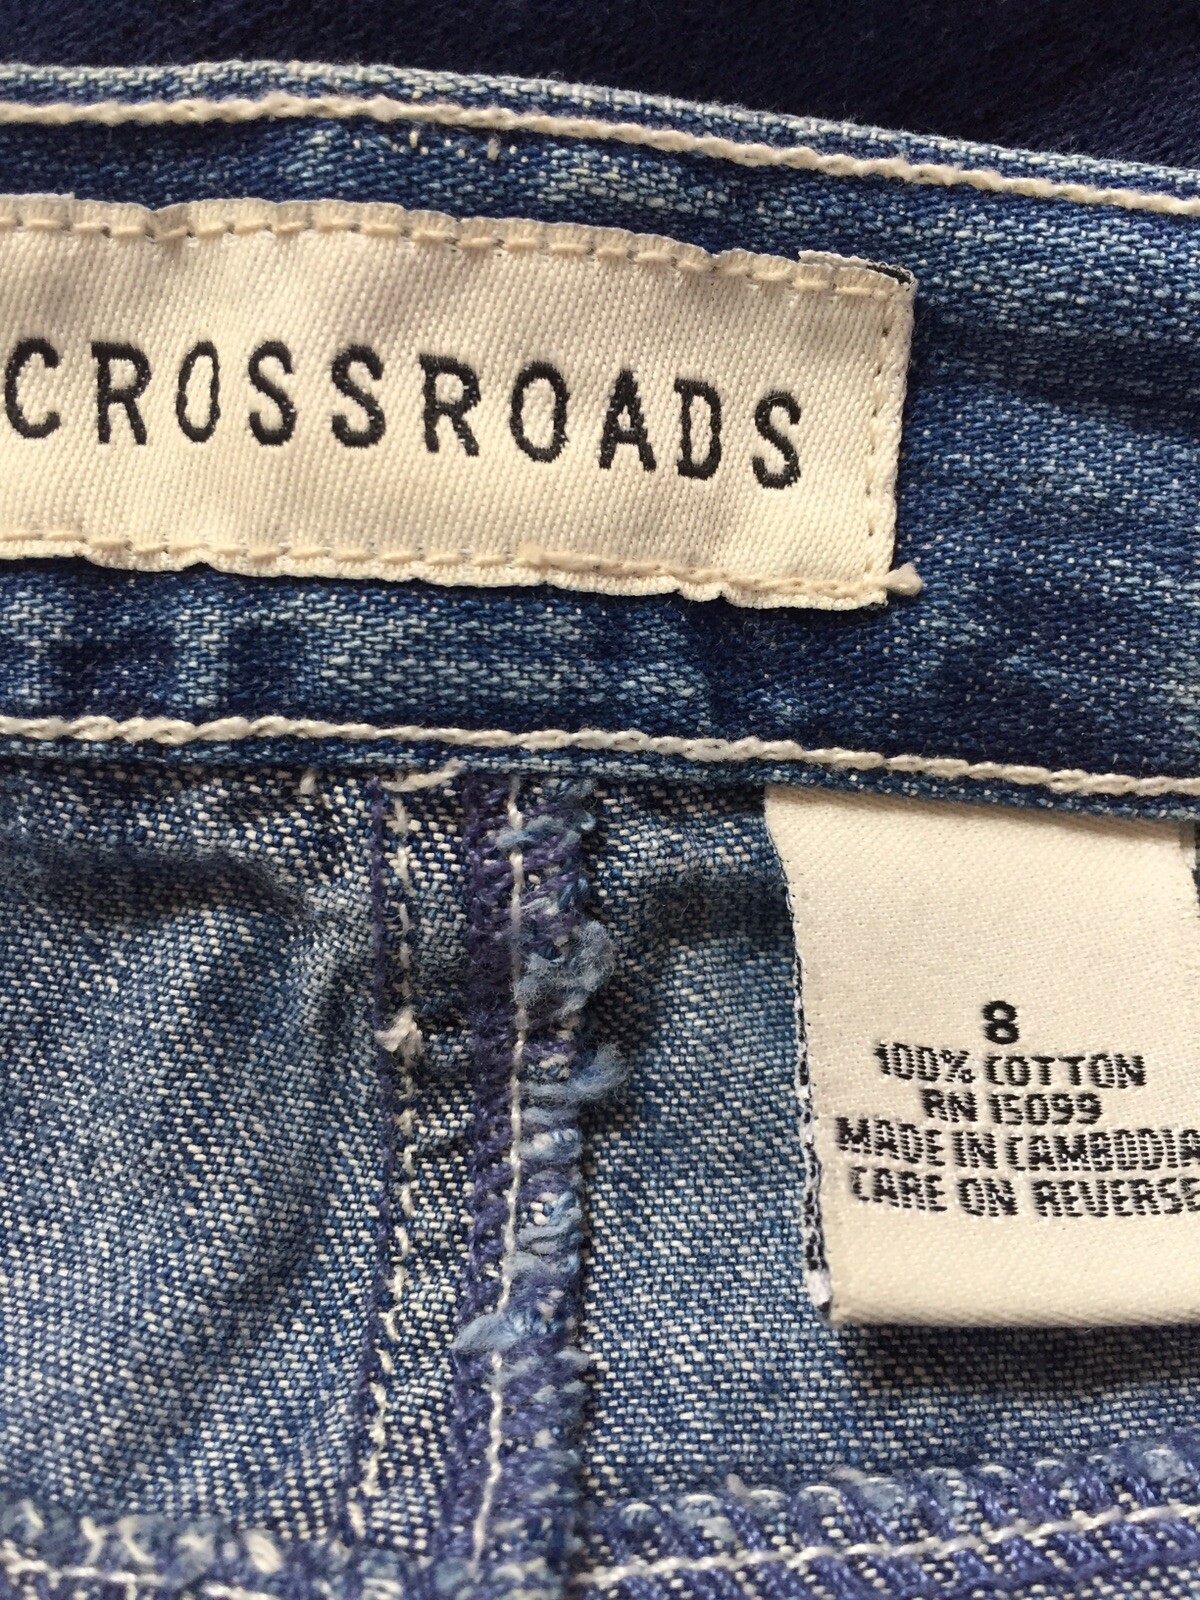 CROSSROADS
8
100% COTTON
RN 15099
MADE IN CAMBODIA
CARE ON REVERSE